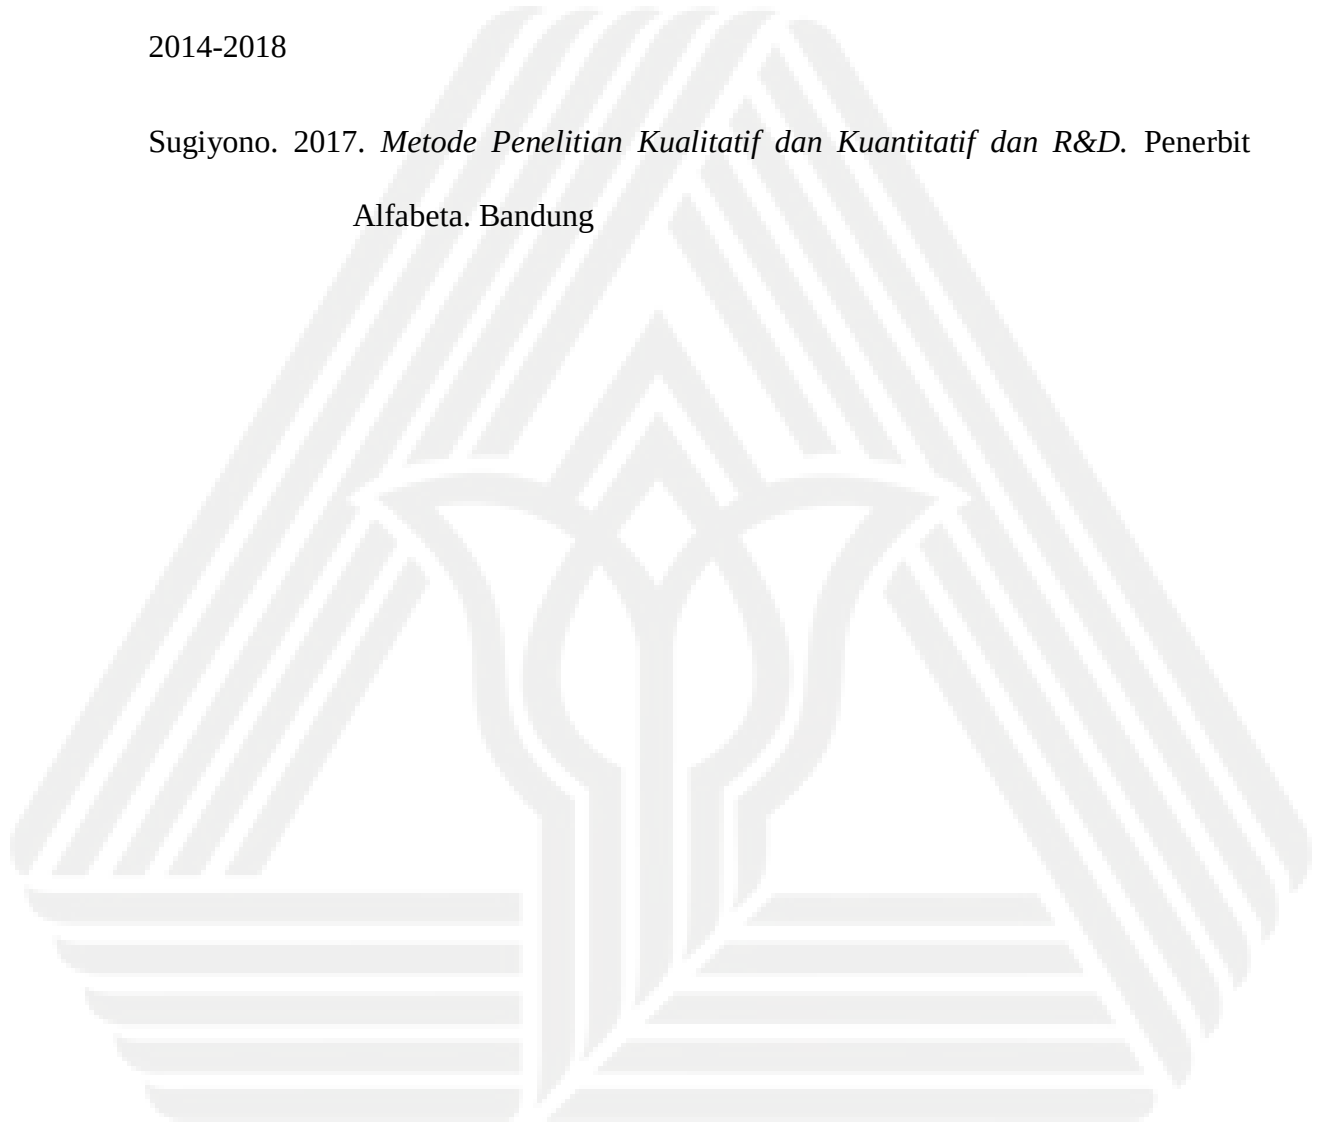 2014-2018
Sugiyono. 2017. Metode Penelitian Kualitatif dan Kuantitatif dan R&D. Penerbit
Alfabeta. Bandung